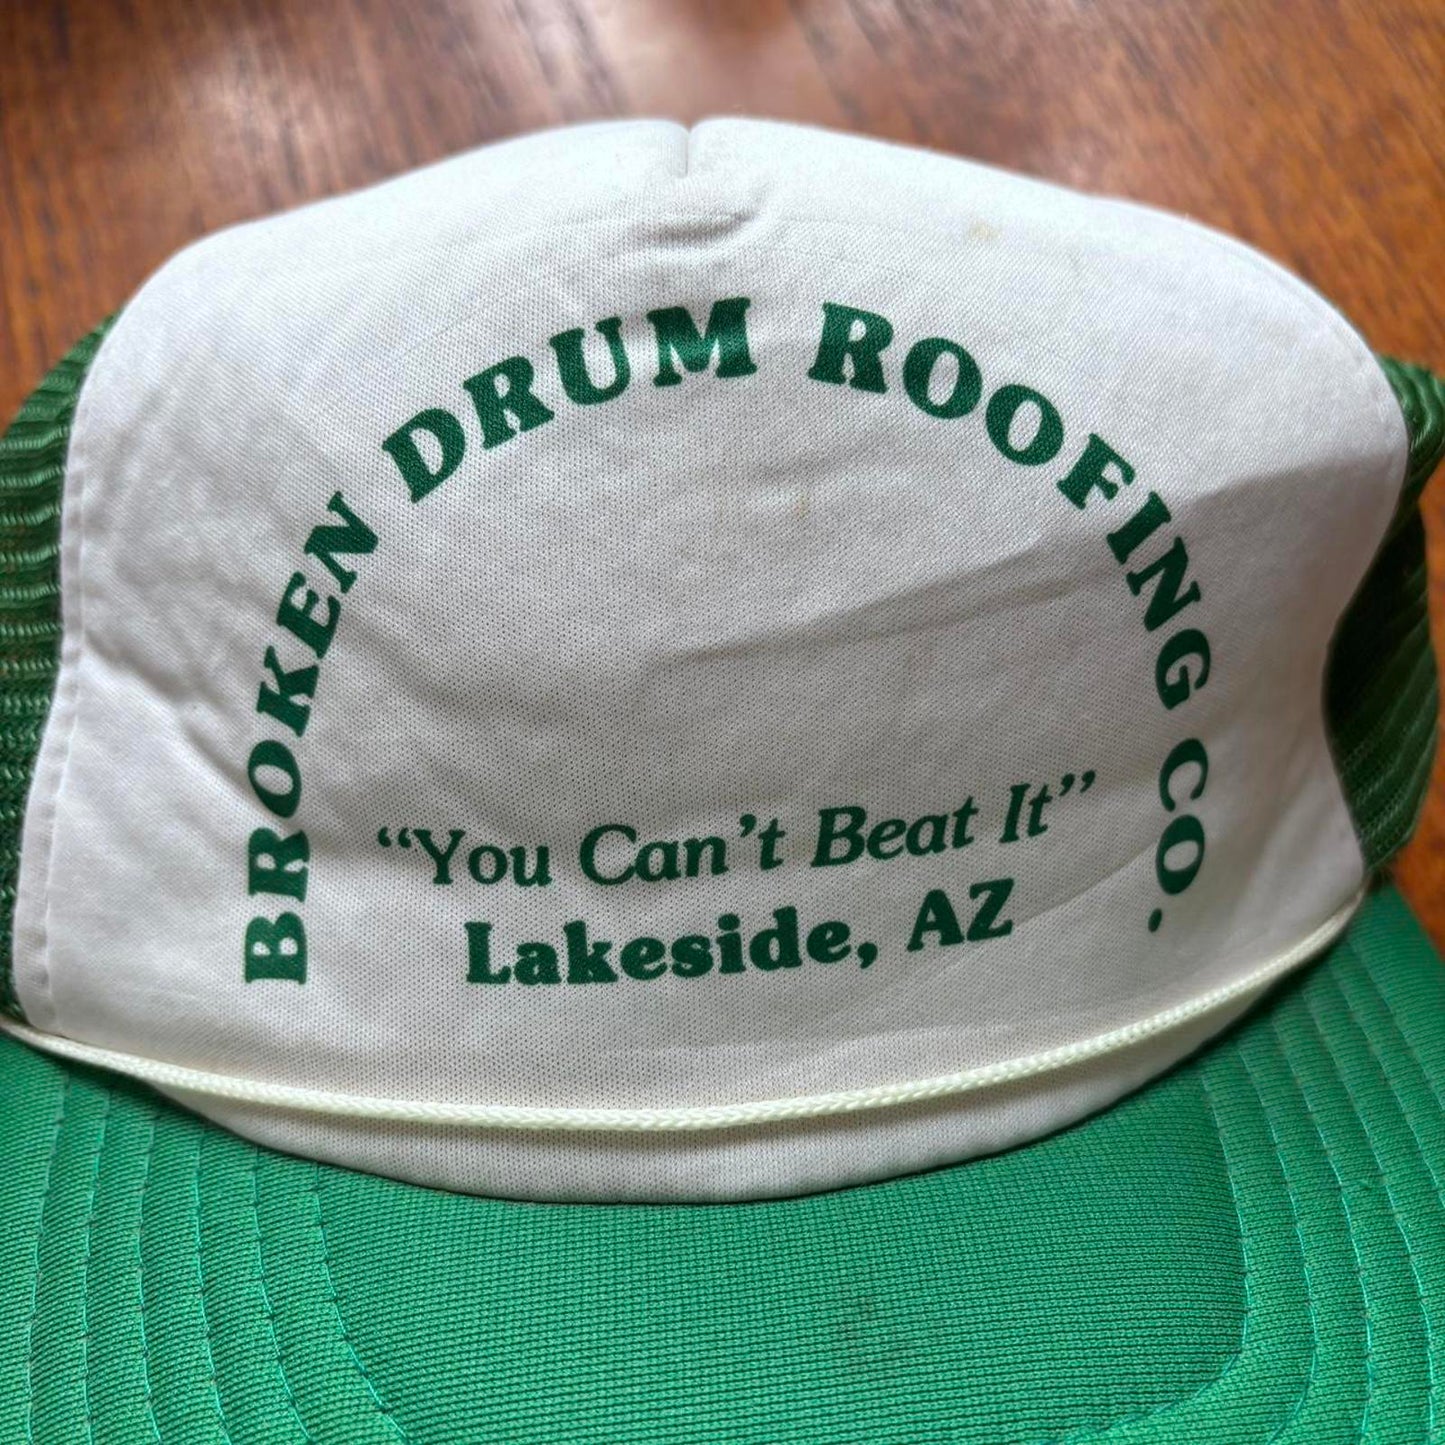 BROKEN DRUM ROOFING CO.
“You Can’t Beat It”
Lakeside, AZ